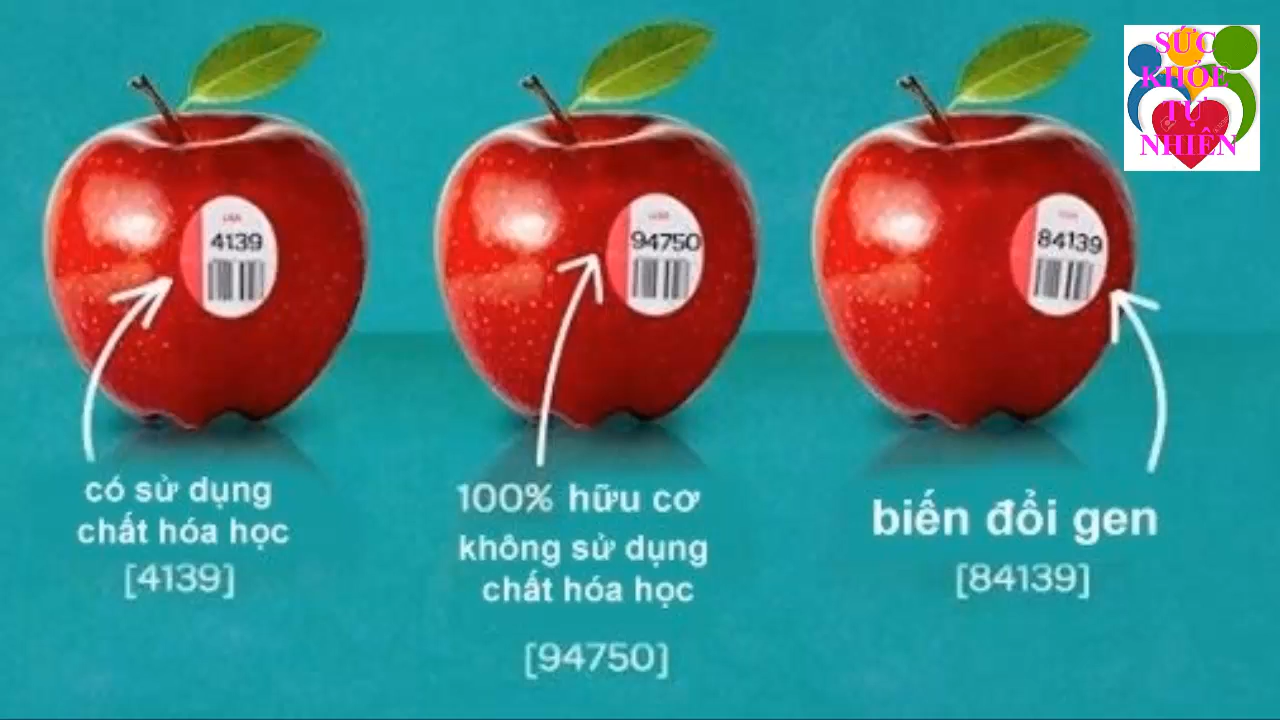 SỨC
KHỎE
TỰ
NHIÊN
4139
94750
84139
có sử dụng
chất hóa học
[4139]
100% hữu cơ
không sử dụng
chất hóa học
[94750]
biến đổi gen
[84139]